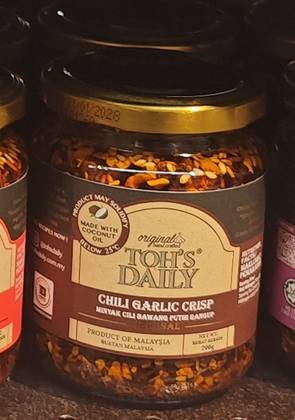 2028
PRODUCT MAY SOLIDIFY
MADE WITH
COCONUT
OIL
BELOW 25°C
original
TOH'S®
DAILY
CHILI GARLIC CRISP
MINYAK CILI BAWANG PUTIH RANGUP
PRODUCT OF MALAYSIA
BUATAN MALAYSIA
NET WT.
BERAT BERSIH
200g